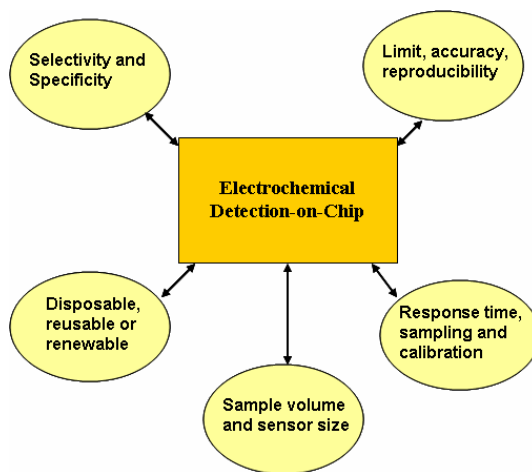 Selectivity and
Specificity
Limit, accuracy,
reproducibility
Electrochemical
Detection-on-Chip
Disposable,
reusable or
renewable
Response time,
sampling and
calibration
Sample volume
and sensor size